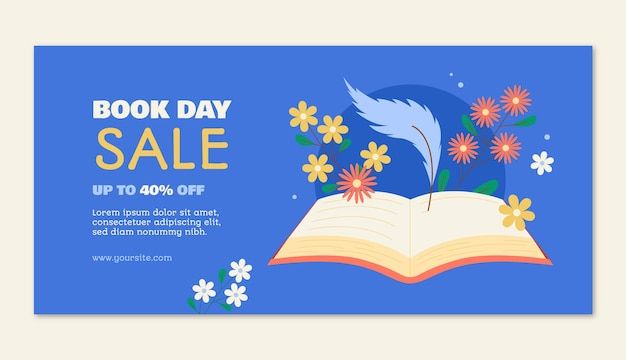 BOOK DAY
SALE
UP TO 40% OFF
Lorem ipsum dolor sit amet,
consectetuer adipiscing elit,
sed diam nonummy.
www.yoursite.com